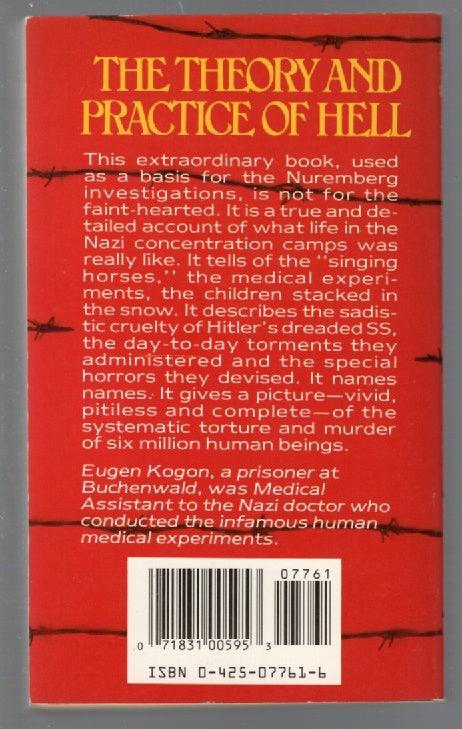 THE THEORY AND
PRACTICE OF HELL
This extraordinary book, used
as a basis for the Nuremberg
investigations, is not for the
faint-hearted. It is a true and de-
tailed account of what life in the
Nazi concentration camps was
really like. It tells of the "singing
horses," the medical experi-
ments, the children stacked in
the snow. It describes the sadis-
tic cruelty of Hitler's dreaded SS,
the day-to-day torments they
administered and the special
horrors they devised. It names
names. It gives a picture—vivid,
pitiless and complete—of the
systematic torture and murder
of six million human beings.
Eugen Kogon, a prisoner at
Buchenwald, was Medical
Assistant to the Nazi doctor who
conducted the infamous human
medical experiments.
07761
0 71831 00595 3
ISBN 0-425-07761-6